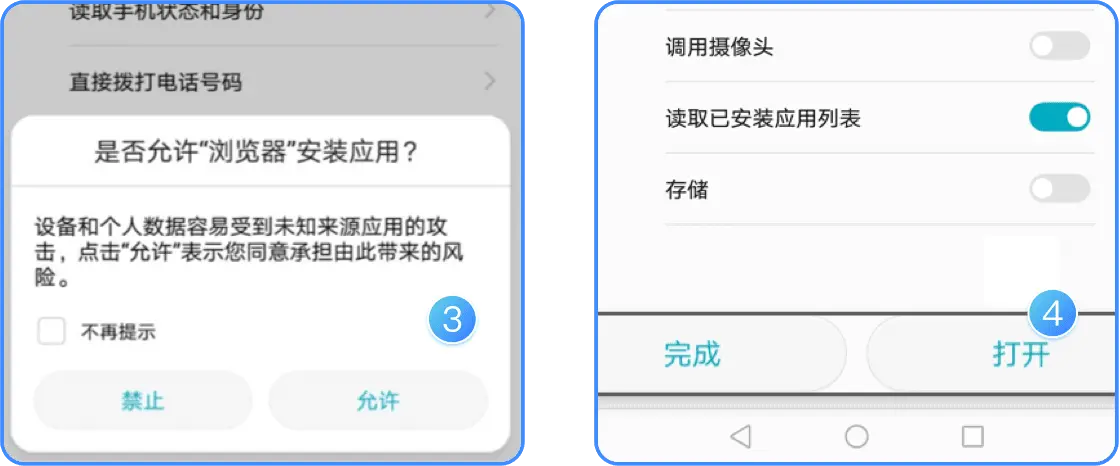 读取手机状态和身份
直接拨打电话号码
是否允许“浏览器”安装应用？
设备和个人数据容易受到未知来源应用的攻
击，点击“允许”表示您同意承担由此带来的风
险。
不再提示
3
禁止
允许
调用摄像头
读取已安装应用列表
存储
4
完成
打开